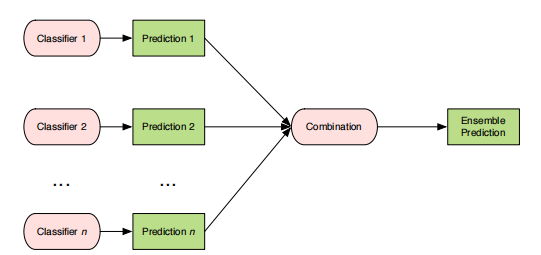 Classifier 1
Prediction 1
Classifier 2
Prediction 2
Combination
Ensemble
Prediction
...
...
Classifier n
Prediction n